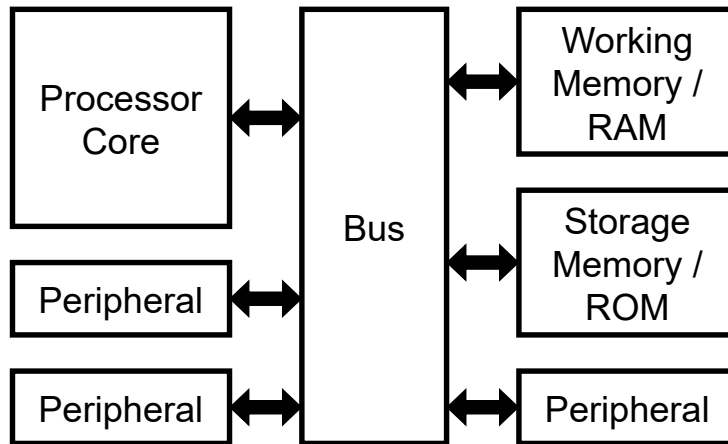 Processor
Core
Peripheral
Peripheral
Bus
Working
Memory /
RAM
Storage
Memory /
ROM
Peripheral